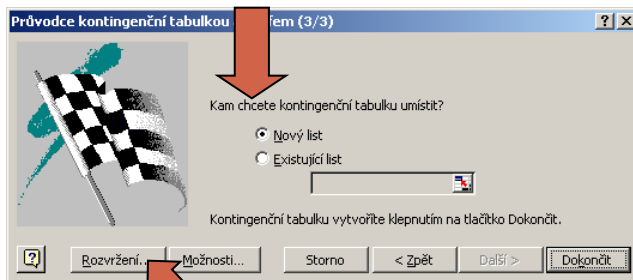 Průvodce kontingenční tabulkou (3/3)
Kam chcete kontingenční tabulku umístit?
Nový list
Existující list
Kontingenční tabulku vytvoříte klepnutím na tlačítko Dokončit.
Rozvržení... Možnosti... Storno < Zpět Další > Dokončit